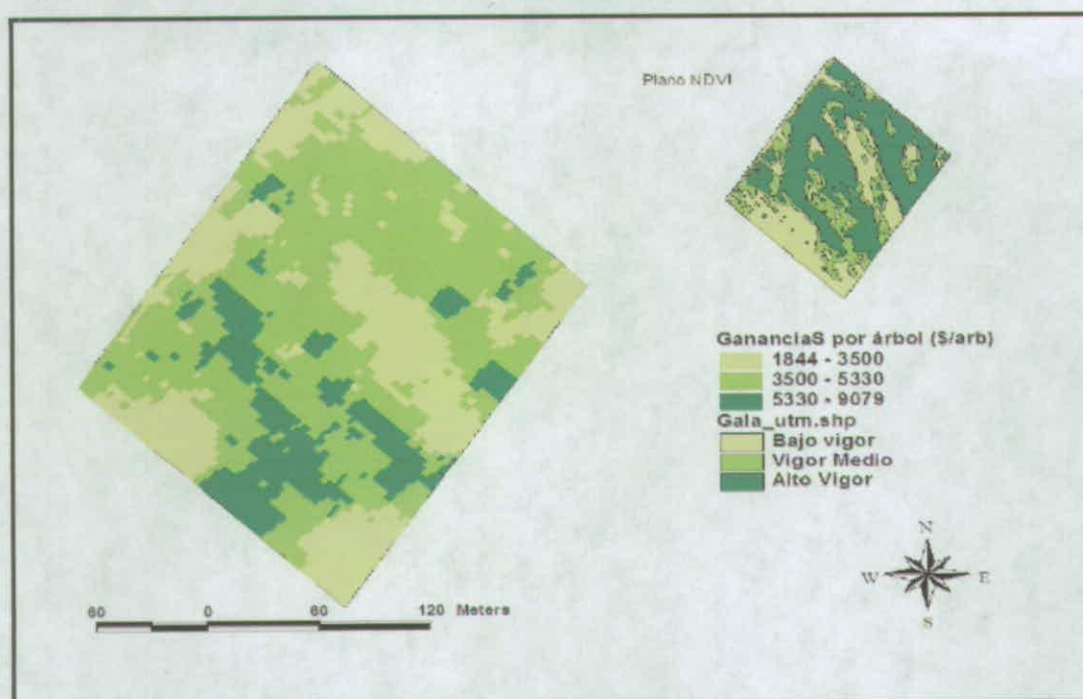 Plano NDVI
GananciaS por árbol ($/arb)
1844 - 3500
3500 - 5330
5330 - 9079
Gala_utm.shp
Bajo vigor
Vigor Medio
Alto Vigor
N
W E
S
60 0 60 120 Meters